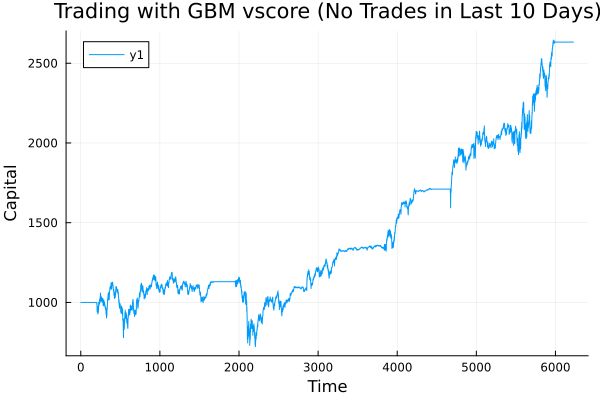 Trading with GBM vscore (No Trades in Last 10 Days)
y1
2500
2000
1500
1000
Capital
0 1000 2000 3000 4000 5000 6000
Time